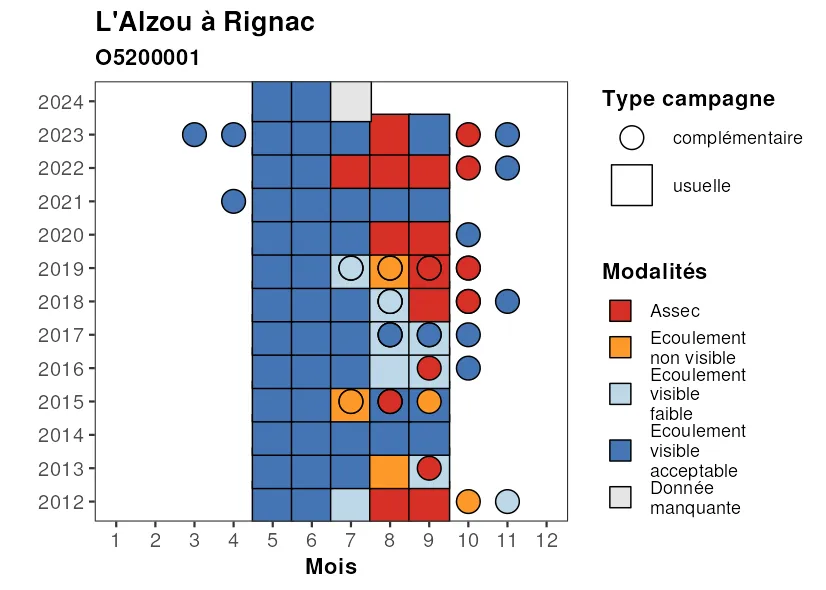 L'Alzou à Rignac
O5200001
2024
2023
2022
2021
2020
2019
2018
2017
2016
2015
2014
2013
2012
1 2 3 4 5 6 7 8 9 10 11 12
Mois
Type campagne
complémentaire
usuelle
Modalités
Assec
Ecoulement
non visible
Ecoulement
visible
faible
Ecoulement
visible
acceptable
Donnée
manquante